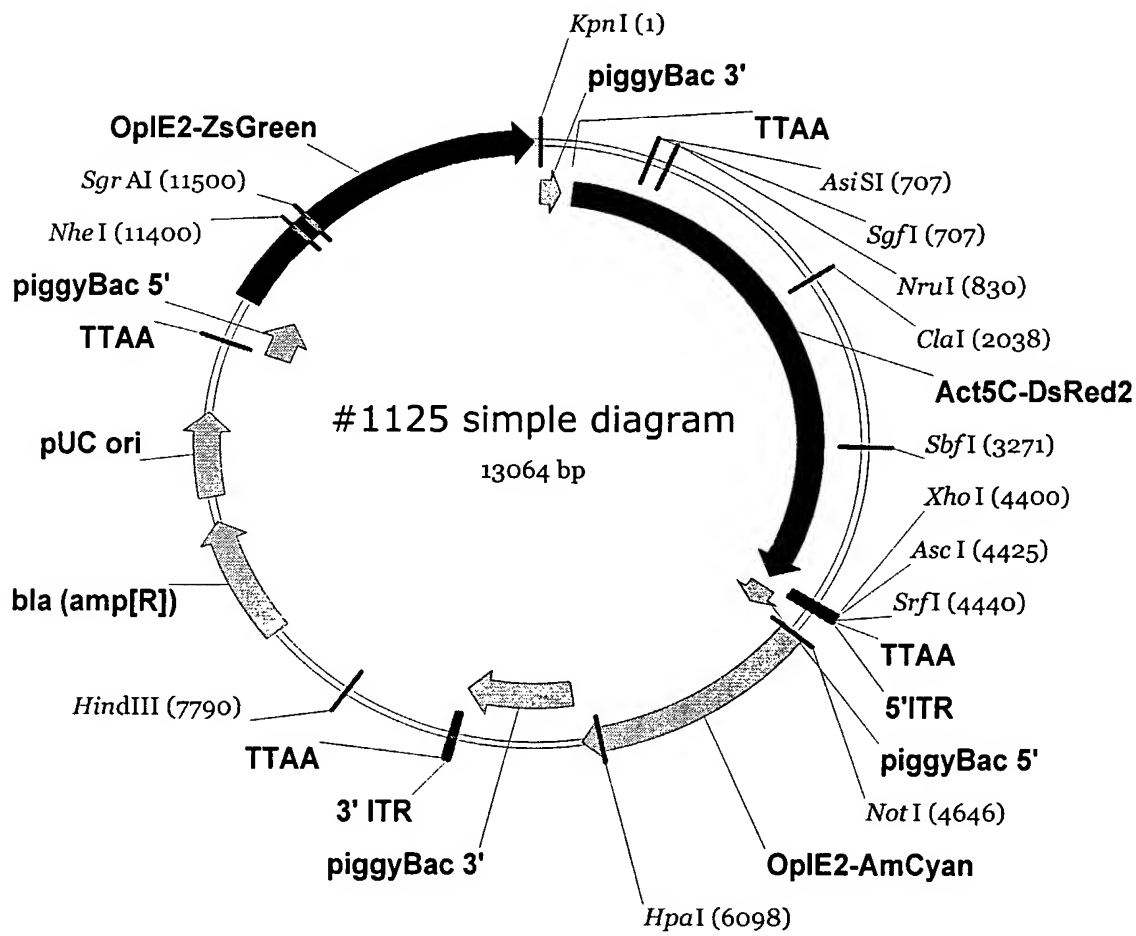 KpnI (1)
piggyBac 3'
TTAA
OpIE2-ZsGreen
SgrAI (11500)
NheI (11400)
AsiSI (707)
SgfI (707)
NruI (830)
ClaI (2038)
piggyBac 5'
TTAA
Act5C-DsRed2
#1125 simple diagram
13064 bp
pUC ori
SbfI (3271)
XhoI (4400)
AscI (4425)
SrfI (4440)
bla (amp[R])
TTAA
5'ITR
HindIII (7790)
TTAA
piggyBac 5'
3' ITR
NotI (4646)
piggyBac 3'
OpIE2-AmCyan
HpaI (6098)